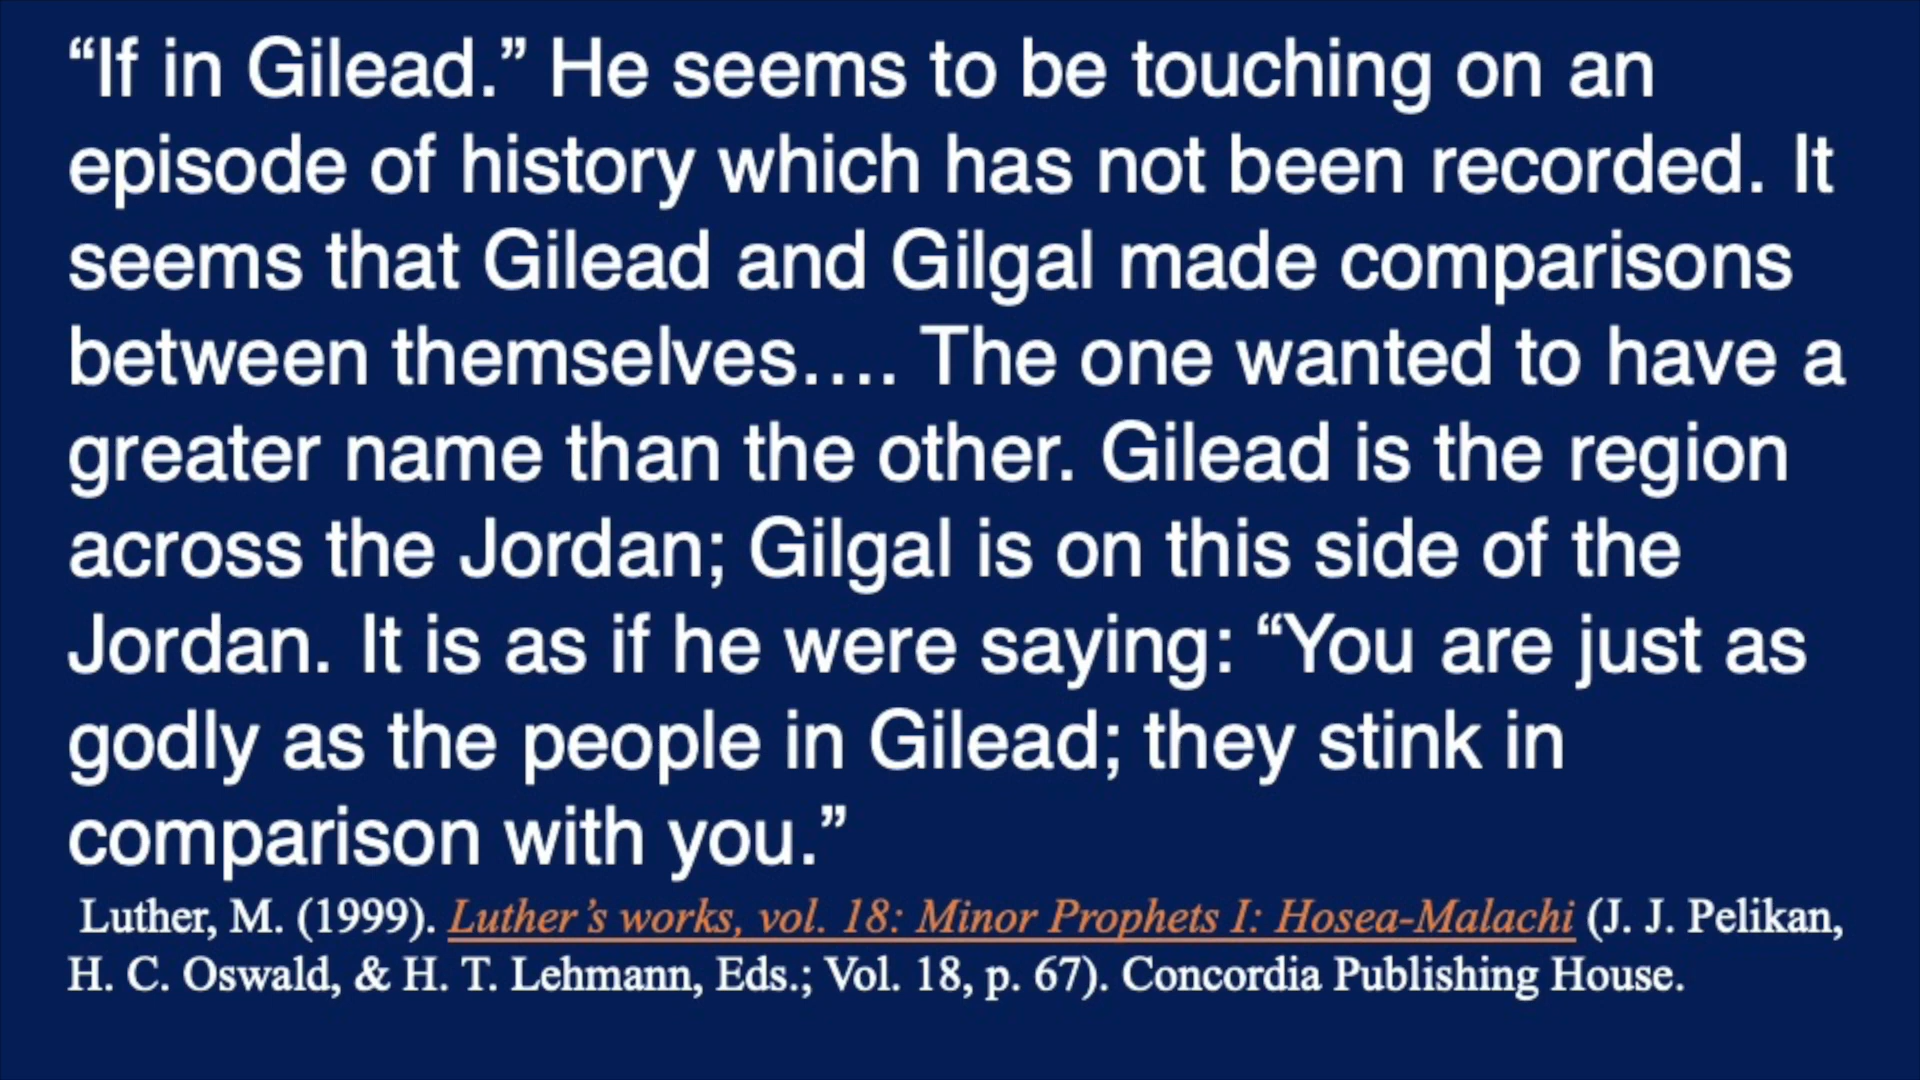 “If in Gilead.” He seems to be touching on an
episode of history which has not been recorded. It
seems that Gilead and Gilgal made comparisons
between themselves…. The one wanted to have a
greater name than the other. Gilead is the region
across the Jordan; Gilgal is on this side of the
Jordan. It is as if he were saying: “You are just as
godly as the people in Gilead; they stink in
comparison with you.”
Luther, M. (1999). Luther’s works, vol. 18: Minor Prophets I: Hosea-Malachi (J. J. Pelikan,
H. C. Oswald, & H. T. Lehmann, Eds.; Vol. 18, p. 67). Concordia Publishing House.